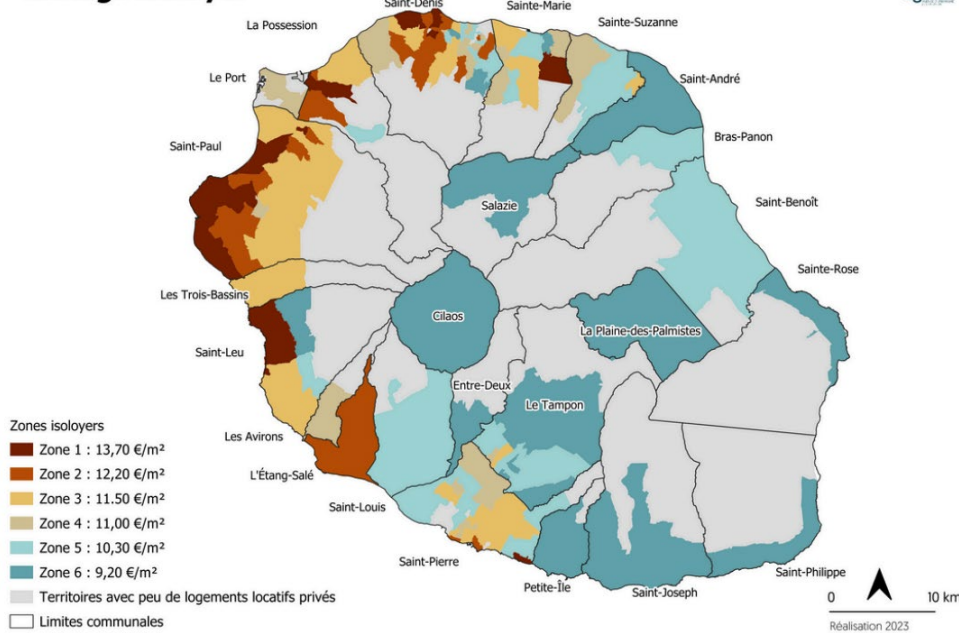 Saint-Denis
Sainte-Marie
Sainte-Suzanne
La Possession
Le Port
Saint-André
Saint-Paul
Bras-Panon
Salazie
Saint-Benoît
Sainte-Rose
Les Trois-Bassins
Cilaos
La Plaine-des-Palmistes
Saint-Leu
Entre-Deux
Le Tampon
Les Avirons
L'Étang-Salé
Saint-Louis
Saint-Pierre
Petite-Île
Saint-Joseph
Saint-Philippe
Zones isoloyers
Zone 1 : 13,70 €/m²
Zone 2 : 12,20 €/m²
Zone 3 : 11.50 €/m²
Zone 4 : 11,00 €/m²
Zone 5 : 10,30 €/m²
Zone 6 : 9,20 €/m²
Territoires avec peu de logements locatifs privés
Limites communales
0 10 km
Réalisation 2023